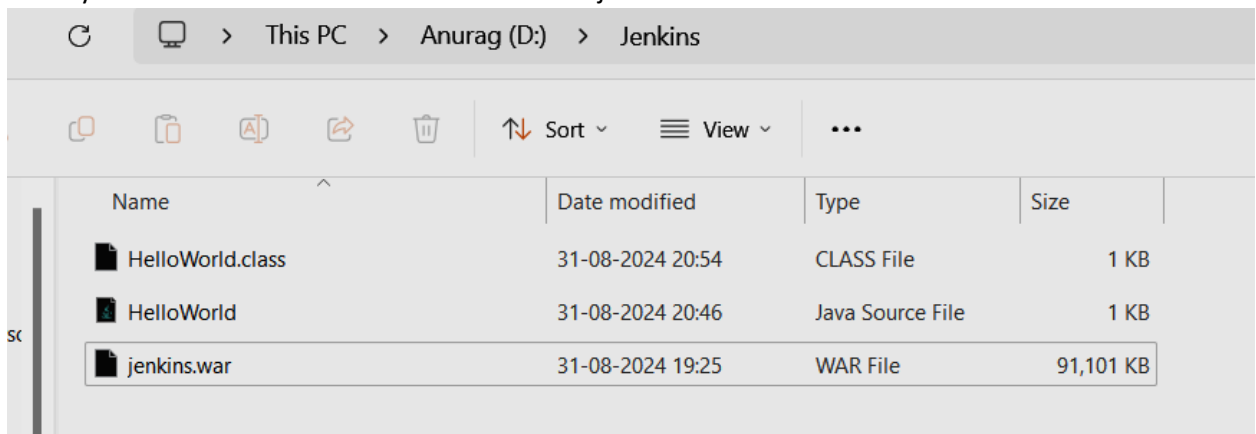 This PC > Anurag (D:) > Jenkins
Sort View •••
Name Date modified Type Size
HelloWorld.class 31-08-2024 20:54 CLASS File 1 KB
HelloWorld 31-08-2024 20:46 Java Source File 1 KB
jenkins.war 31-08-2024 19:25 WAR File 91,101 KB